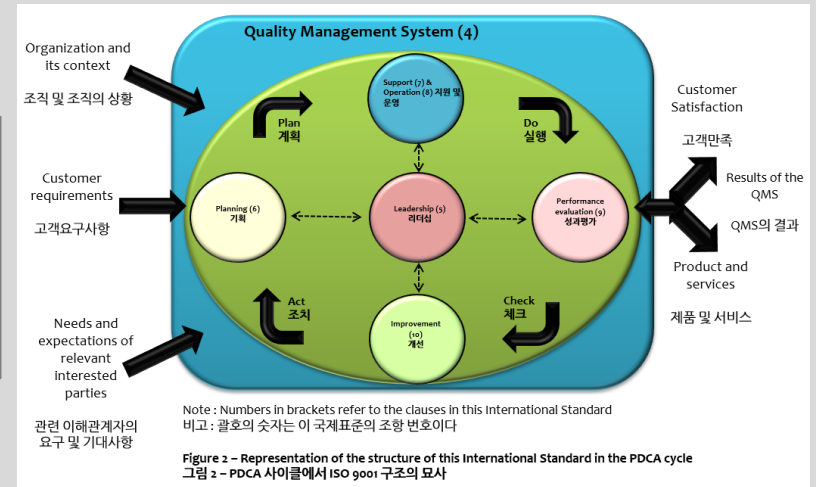 Quality Management System (4)
Organization and
its context
조직 및 조직의 상황
Customer
requirements
고객요구사항
Needs and
expectations of
relevant
interested
parties
관련 이해관계자의
요구 및 기대사항
Plan
계획
Support (7) &
Operation (8) 지원 및
운영
Do
실행
Planning (6)
기획
Leadership (5)
리더십
Performance
evaluation (9)
성과평가
Act
조치
Improvement
(10)
개선
Check
체크
Customer
Satisfaction
고객만족
Results of the
QMS
QMS의 결과
Product and
services
제품 및 서비스
Note : Numbers in brackets refer to the clauses in this International Standard
비고 : 괄호의 숫자는 이 국제표준의 조항 번호이다
Figure 2 – Representation of the structure of this International Standard in the PDCA cycle
그림 2 – PDCA 사이클에서 ISO 9001 구조의 묘사